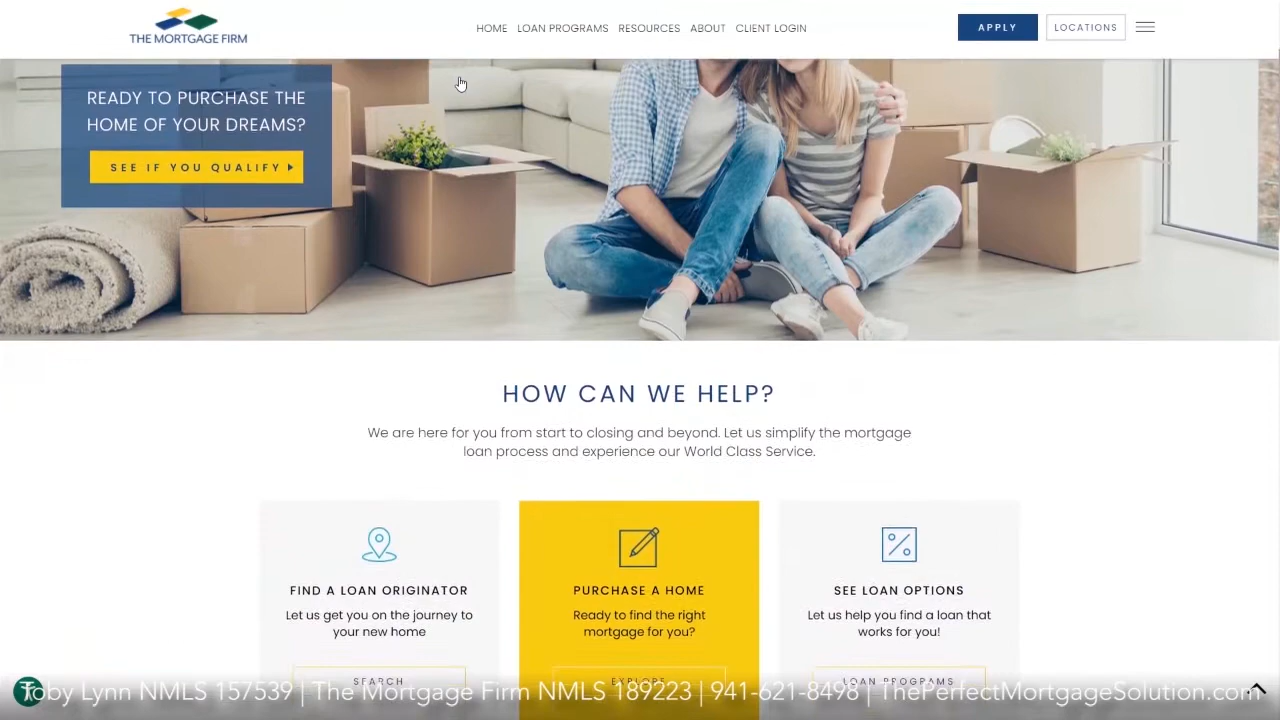 THE MORTGAGE FIRM
HOME LOAN PROGRAMS RESOURCES ABOUT CLIENT LOGIN
APPLY
LOCATIONS
READY TO PURCHASE THE
HOME OF YOUR DREAMS?
SEE IF YOU QUALIFY
HOW CAN WE HELP?
We are here for you from start to closing and beyond. Let us simplify the mortgage
loan process and experience our World Class Service.
FIND A LOAN ORIGINATOR
Let us get you on the journey to
your new home
SEARCH
PURCHASE A HOME
Ready to find the right
mortgage for you?
EXPLORE
SEE LOAN OPTIONS
Let us help you find a loan that
works for you!
LOAN PROGRAMS
Toby Lynn NMLS 157539 | The Mortgage Firm NMLS 189223 | 941-621-8498 | ThePerfectMortgageSolution.com